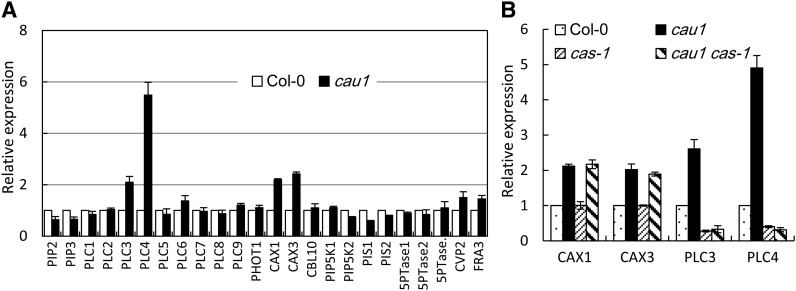 A
Relative expression
8
6
4
2
0
Col-0 cau1
PIP2 PIP3 PLC1 PLC2 PLC3 PLC4 PLC5 PLC6 PLC7 PLC8 PLC9 PHOT1 CAX1 CAX3 CBL10 PIP5K1 PIP5K2 PIS1 PIS2 5PTase1 5PTase2 5PTase. CVP2 FRA3
B
Relative expression
6
5
4
3
2
1
0
Col-0 cau1
cas-1 cau1 cas-1
CAX1 CAX3 PLC3 PLC4